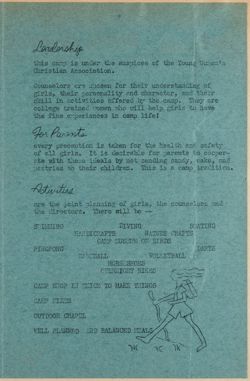 Leadership
this camp is under the auspices of the Young Women's
Christian Association.
Counselors are chosen for their understanding of
girls, their personality and character, and their
skill in activities offered by the camp. They are
college trained women who will help girls to have
the fine experiences in camp life!
For Parents
every precaution is taken for the health and safety
of all girls. It is desirable for parents to cooper-
ate with these ideals by not sending candy, cake, and
pastries to their children. This is a camp tradition.
Activities
are the joint planning of girls, the counselors and
the directors. There will be --
SWIMMING DIVING BOATING
HANDICRAFTS NATURE CRAFTS
CAMP COUNCIL ON BIRDS
PINGPONG DARTS
BASEBALL VOLLEYBALL
HORSESHOES
OVERNIGHT HIKES
CAMP SHOP IN WHICH TO MAKE THINGS
CAMP FIRES
OUTDOOR CHAPEL
WELL PLANNED AND BALANCED MEALS